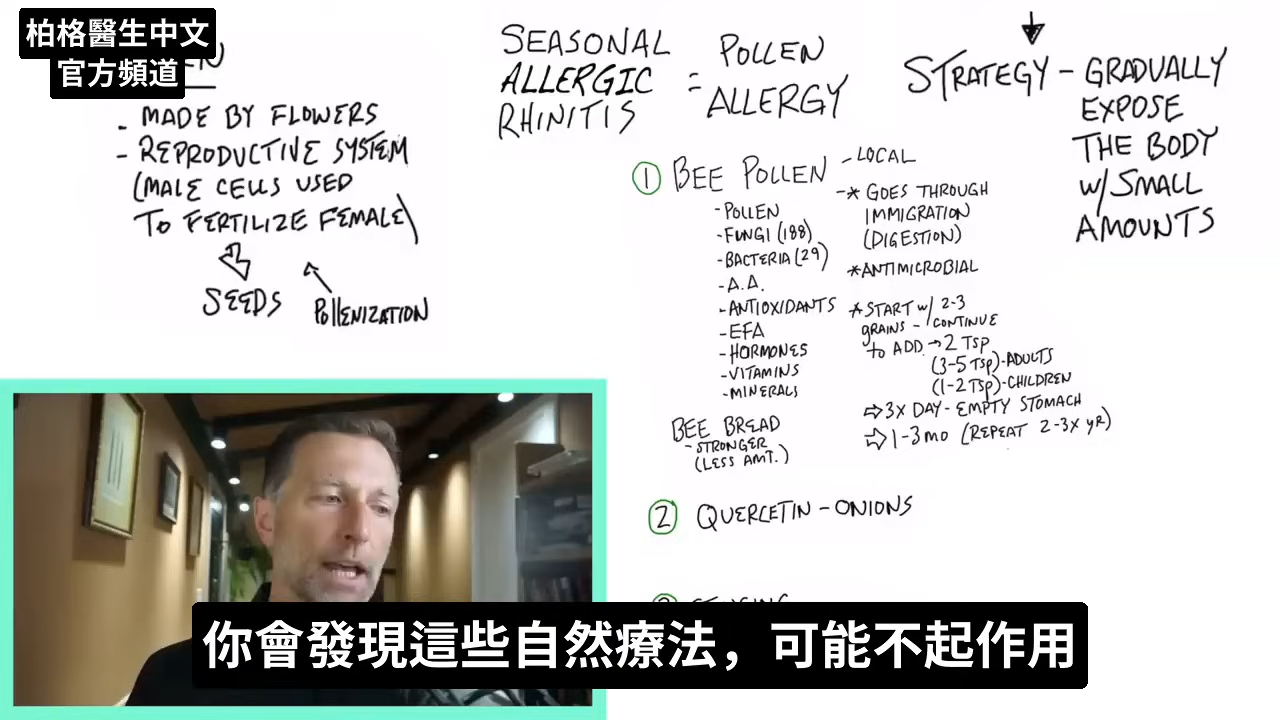 柏格醫生中文
官方頻道
- MADE BY FLOWERS
- REPRODUCTIVE SYSTEM
(MALE CELLS USED
TO FERTILIZE FEMALE)
SEEDS
POLLENIZATION
SEASONAL
ALLERGIC
RHINITIS
=
POLLEN
ALLERGY
STRATEGY - GRADUALLY
EXPOSE
THE BODY
W/ SMALL
AMOUNTS
1 BEE POLLEN
- POLLEN
- FUNGI (188)
- BACTERIA (29)
- A.A.
- ANTIOXIDANTS
- EFA
- HORMONES
- VITAMINS
- MINERALS
BEE BREAD
- STRONGER
(LESS AMT.)
- LOCAL
- * GOES THROUGH
IMMIGRATION
(DIGESTION)
* ANTIMICROBIAL
* START W/ 2-3
GRAINS - CONTINUE
TO ADD → 2 TSP
(3-5 TSP) - ADULTS
(1-2 TSP) - CHILDREN
⇨ 3X DAY - EMPTY STOMACH
⇨ 1-3 MO (REPEAT 2-3X YR)
2 QUERCETIN - ONIONS
你會發現這些自然療法，可能不起作用